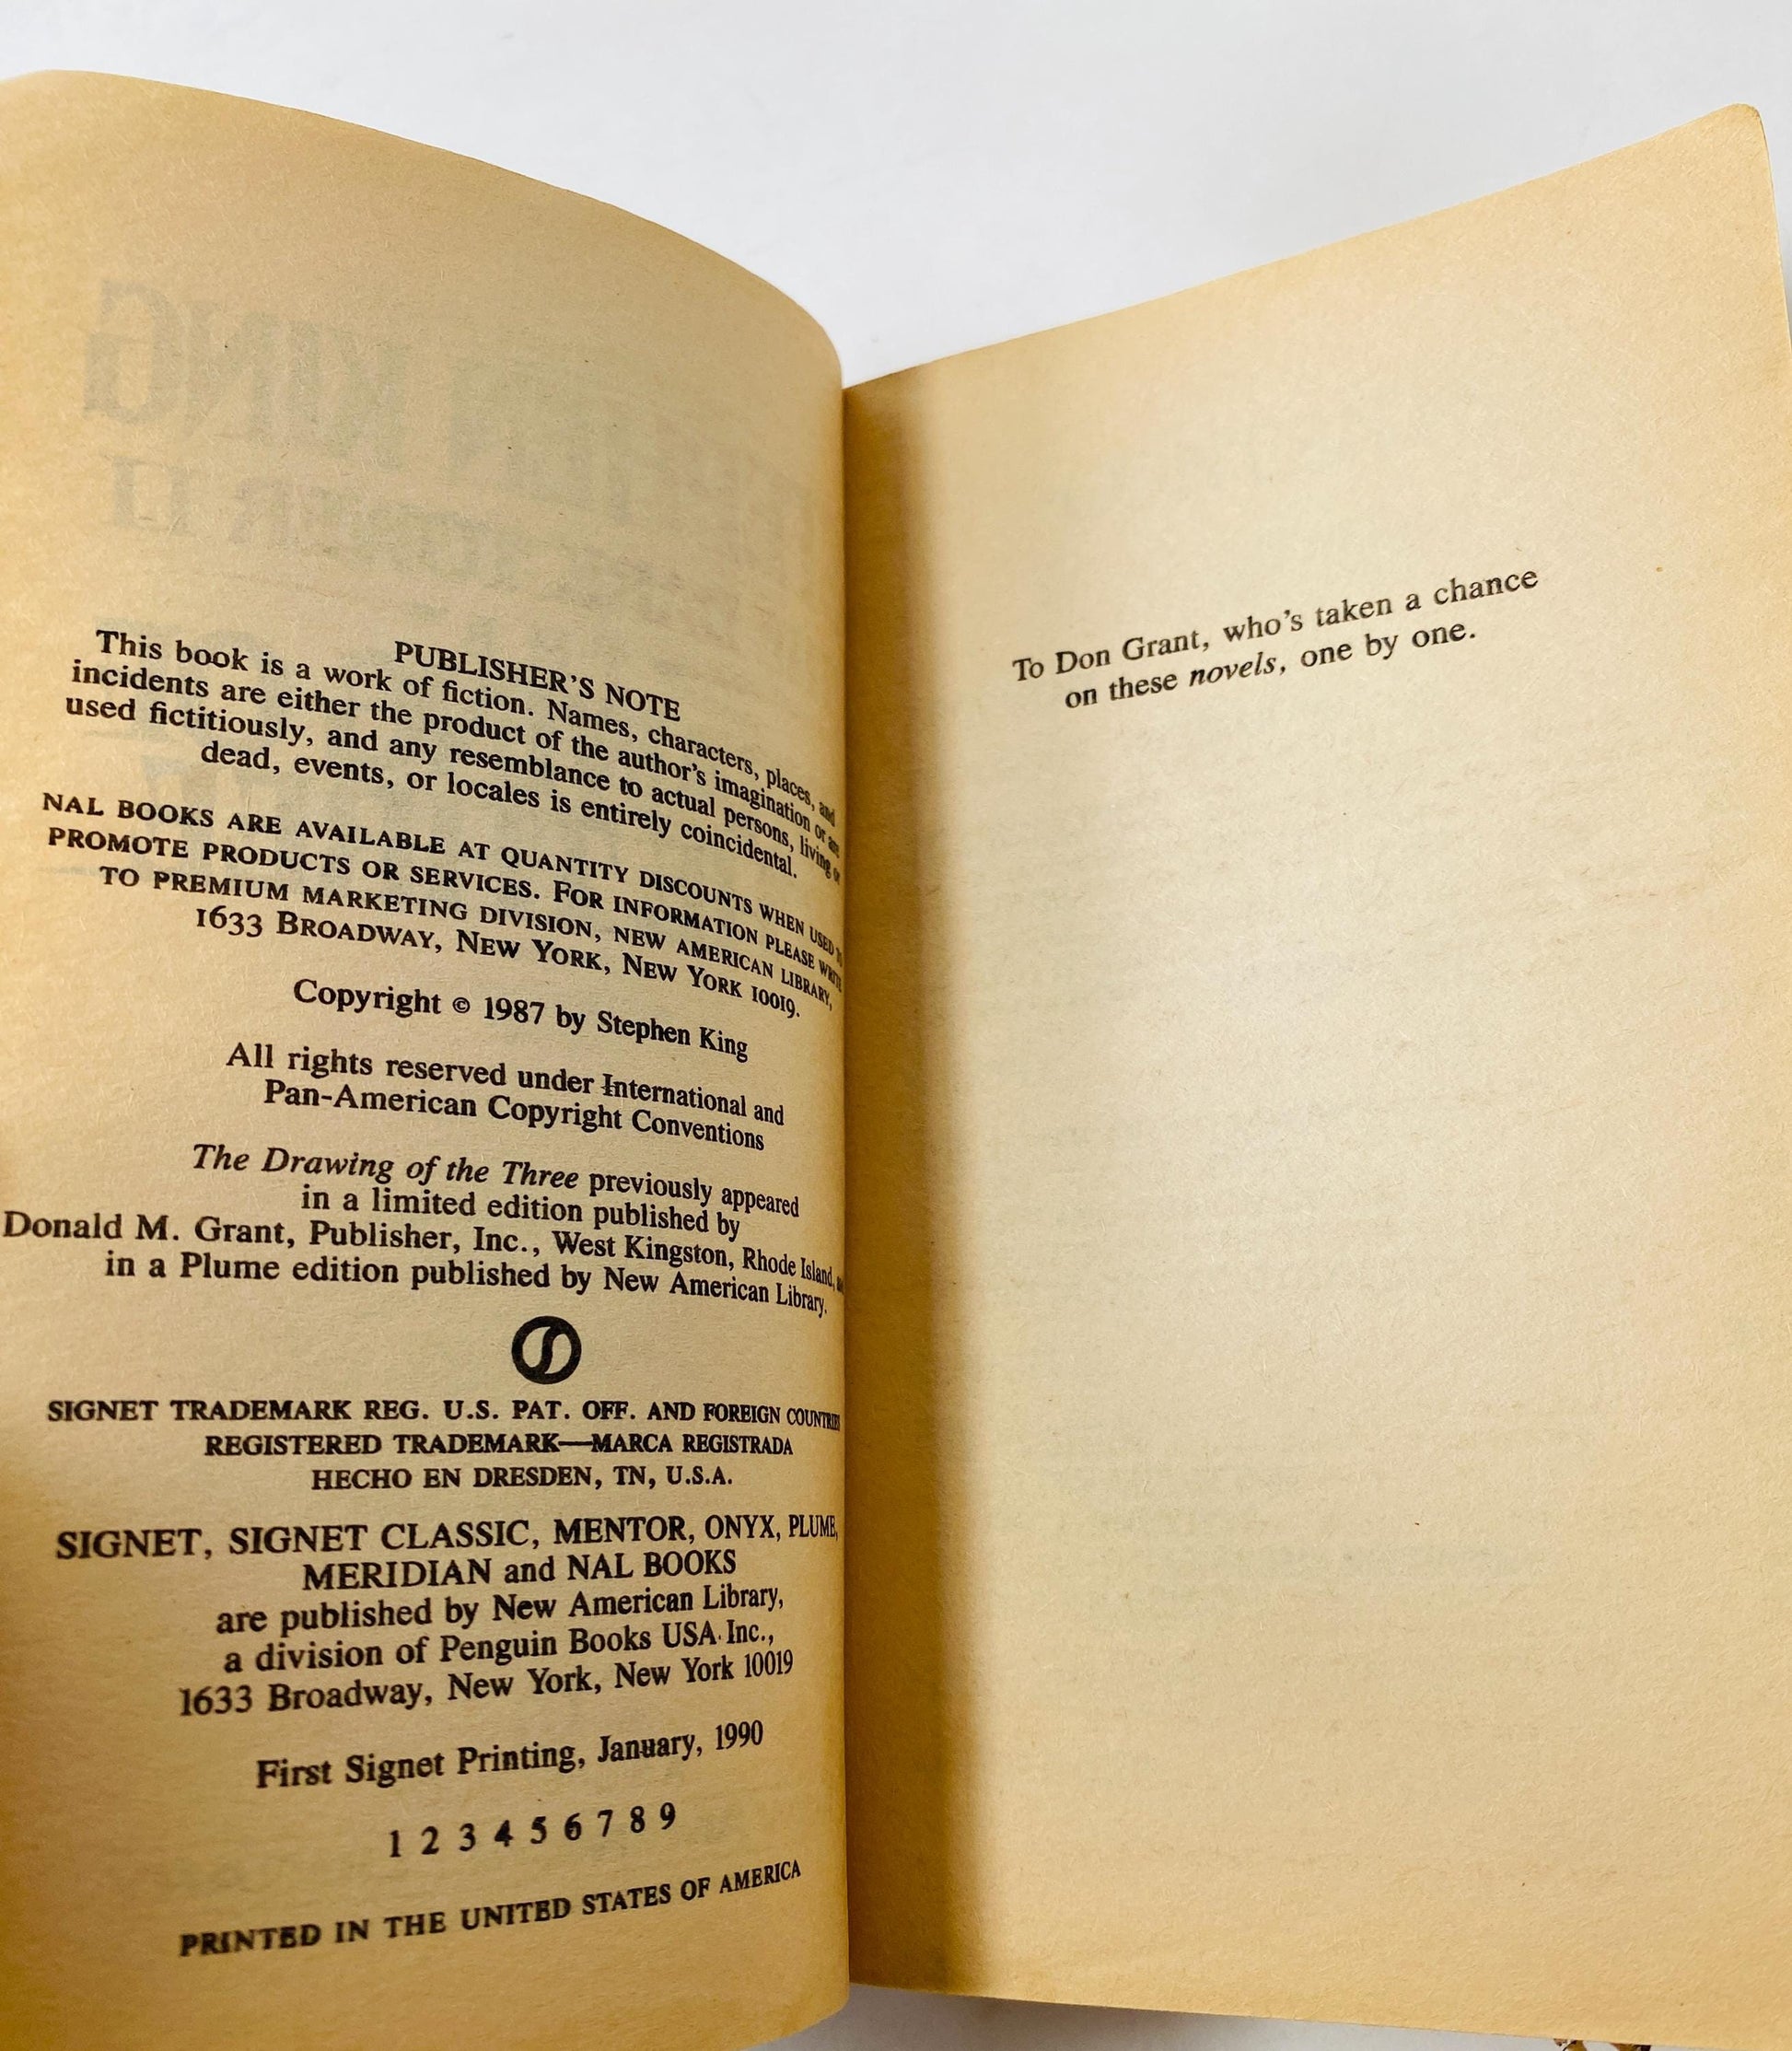 PUBLISHER'S NOTE
This book is a work of fiction. Names, characters, places, and
incidents are either the product of the author's imagination or are
used fictitiously, and any resemblance to actual persons, living or
dead, events, or locales is entirely coincidental.
NAL BOOKS ARE AVAILABLE AT QUANTITY DISCOUNTS WHEN USED TO
PROMOTE PRODUCTS OR SERVICES. FOR INFORMATION PLEASE WRITE
TO PREMIUM MARKETING DIVISION, NEW AMERICAN LIBRARY,
1633 BROADWAY, NEW YORK, NEW YORK 10019.
Copyright © 1987 by Stephen King
All rights reserved under International and
Pan-American Copyright Conventions
The Drawing of the Three previously appeared
in a limited edition published by
Donald M. Grant, Publisher, Inc., West Kingston, Rhode Island,
in a Plume edition published by New American Library.
SIGNET TRADEMARK REG. U.S. PAT. OFF. AND FOREIGN COUNTRIES
REGISTERED TRADEMARK—MARCA REGISTRADA
HECHO EN DRESDEN, TN, U.S.A.
SIGNET, SIGNET CLASSIC, MENTOR, ONYX, PLUME,
MERIDIAN and NAL BOOKS
are published by New American Library,
a division of Penguin Books USA Inc.,
1633 Broadway, New York, New York 10019
First Signet Printing, January, 1990
1 2 3 4 5 6 7 8 9
PRINTED IN THE UNITED STATES OF AMERICA
To Don Grant, who's taken a chance
on these novels, one by one.